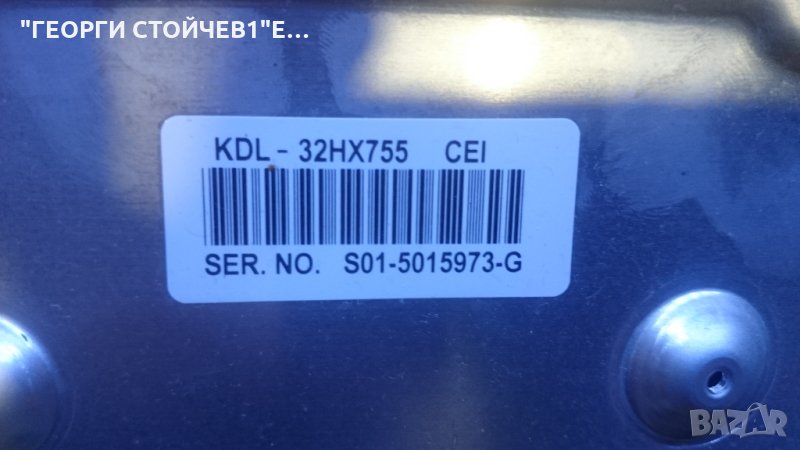 "ГЕОРГИ СТОЙЧЕВ1"Е...
KDL - 32HX755 CEI
SER. NO. S01-5015973-G
BAZAR